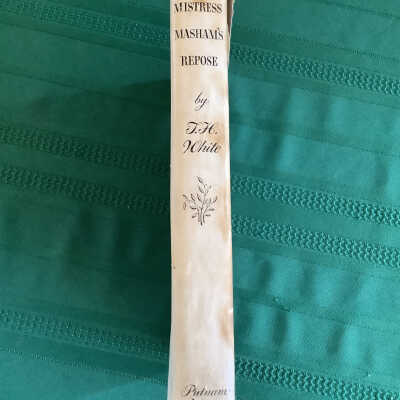 MISTRESS
MASHAM'S
REPOSE
by
T.H.
White
Putnam